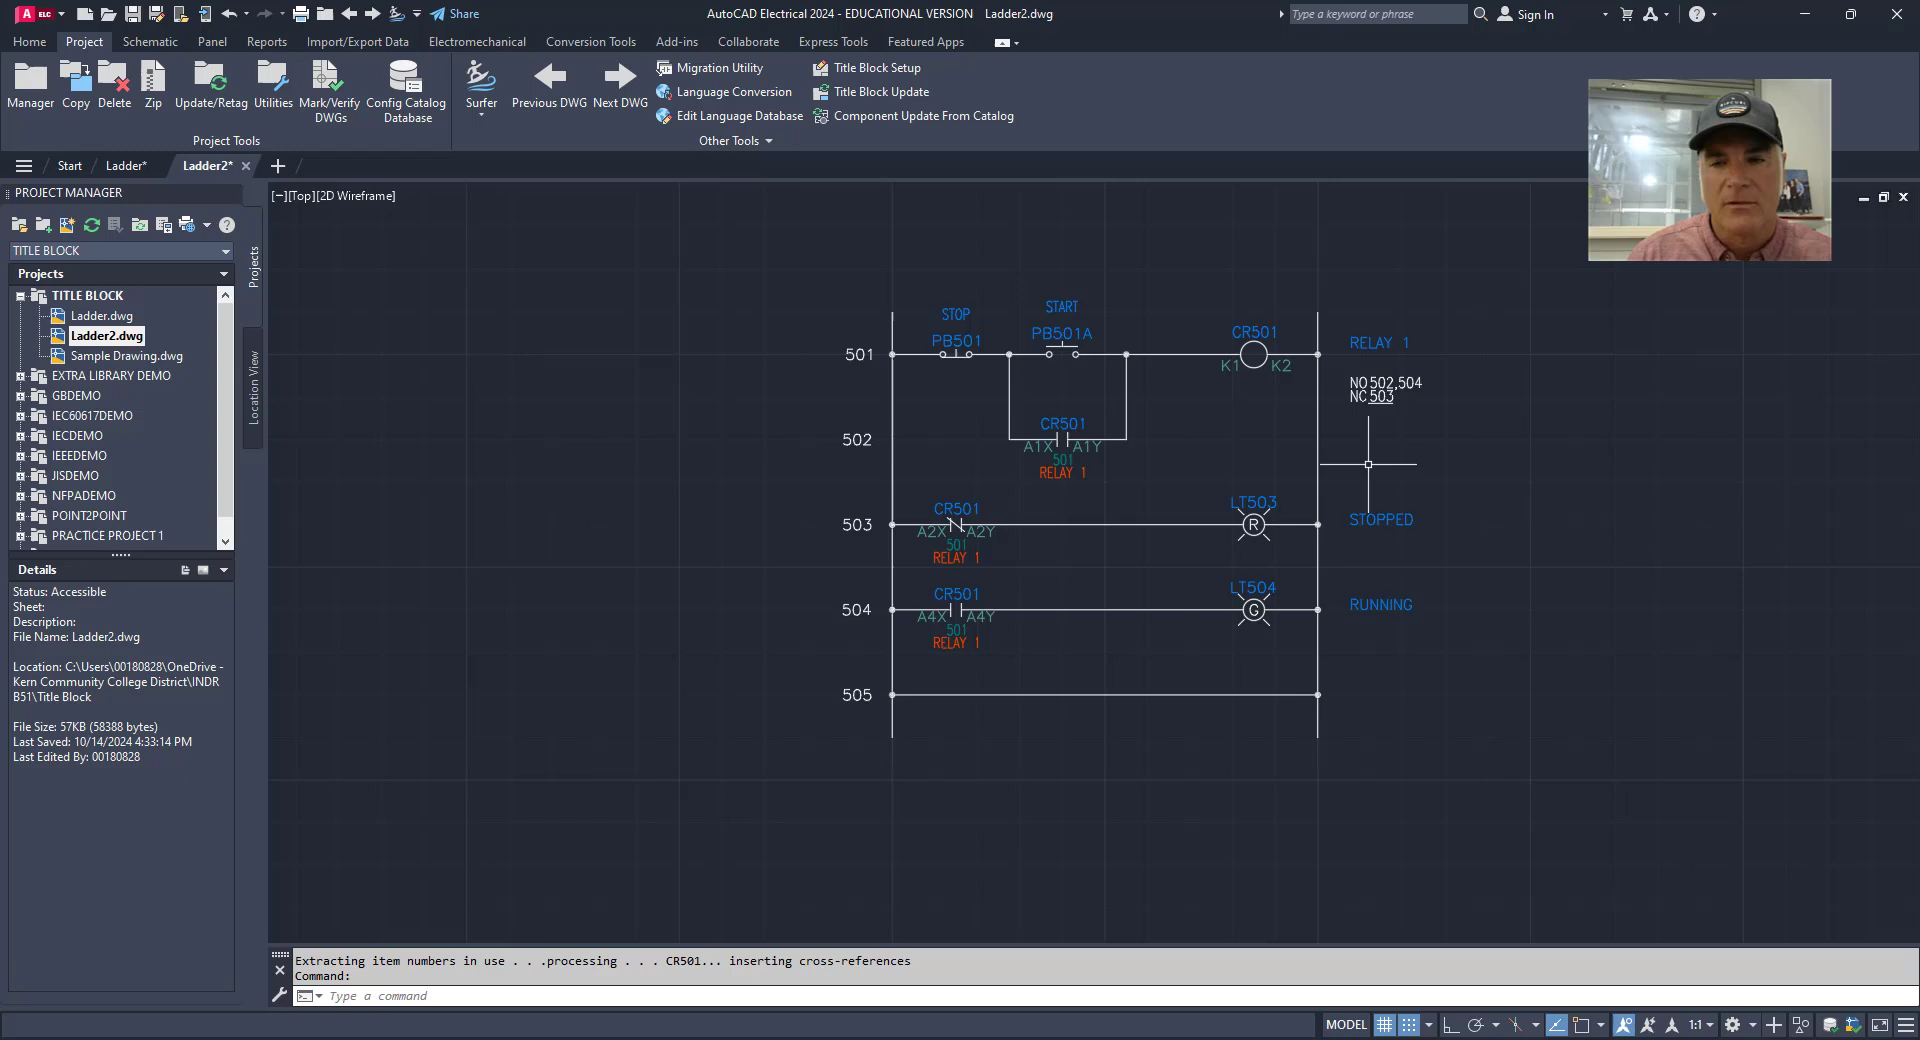 A ELC
Share
AutoCAD Electrical 2024 - EDUCATIONAL VERSION Ladder2.dwg
Type a keyword or phrase
Sign In
Home Project Schematic Panel Reports Import/Export Data Electromechanical Conversion Tools Add-ins Collaborate Express Tools Featured Apps
Manager Copy Delete Zip Update/Retag Utilities Mark/Verify DWGs Config Catalog Database
Surfer Previous DWG Next DWG
Migration Utility Title Block Setup
Language Conversion Title Block Update
Edit Language Database Component Update From Catalog
Project Tools Other Tools
Start Ladder* Ladder2*
PROJECT MANAGER
TITLE BLOCK
Projects
TITLE BLOCK
Ladder.dwg
Ladder2.dwg
Sample Drawing.dwg
EXTRA LIBRARY DEMO
GBDEMO
IEC60617DEMO
IECDEMO
IEEEDEMO
JISDEMO
NFPADEMO
POINT2POINT
PRACTICE PROJECT 1
Projects
Location View
Details
Status: Accessible
Sheet:
Description:
File Name: Ladder2.dwg
Location: C:\Users\00180828\OneDrive -
Kern Community College District\INDR
B51\Title Block
File Size: 57KB (58388 bytes)
Last Saved: 10/14/2024 4:33:14 PM
Last Edited By: 00180828
[−][Top][2D Wireframe]
STOP START
PB501 PB501A CR501
501 K1 K2 RELAY 1
NO502,504
NC503
CR501
502 A1X A1Y
501
RELAY 1
CR501 LT503
503 A2X A2Y R STOPPED
501
RELAY 1
CR501 LT504
504 A4X A4Y G RUNNING
501
RELAY 1
505
Extracting item numbers in use . . .processing . . . CR501... inserting cross-references
Command:
Type a command
MODEL 1:1